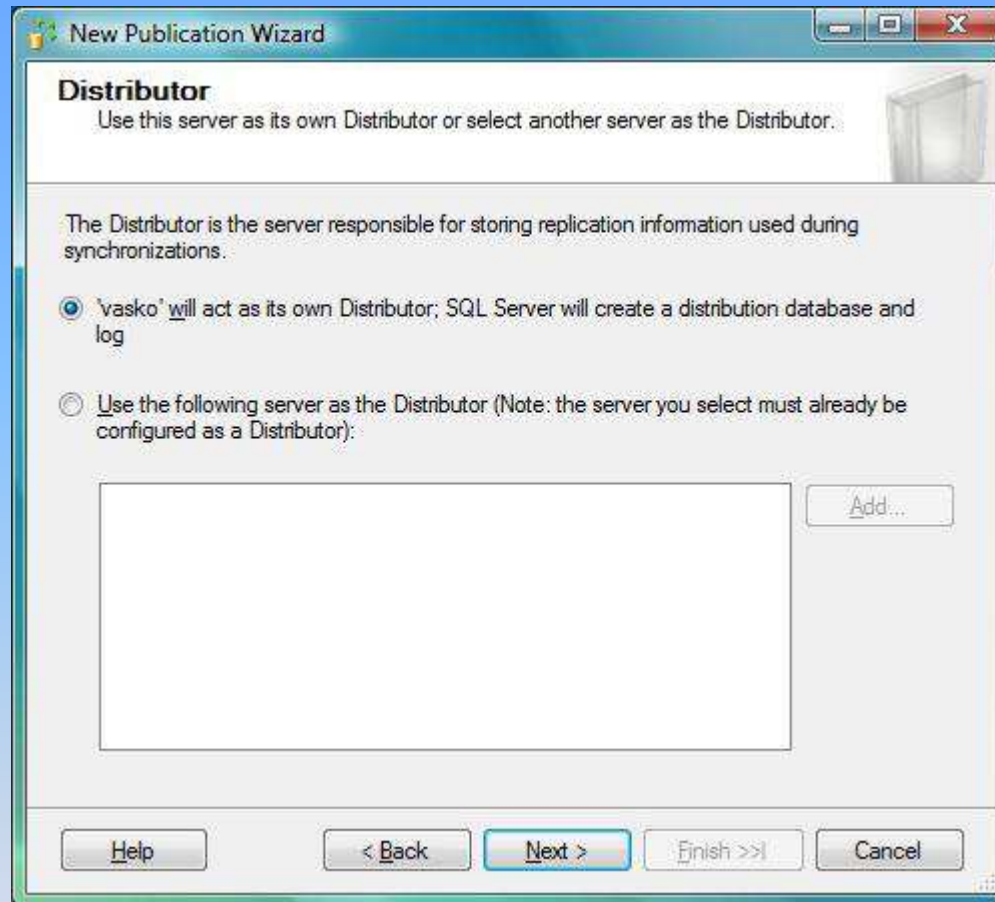 New Publication Wizard
Distributor
Use this server as its own Distributor or select another server as the Distributor.
The Distributor is the server responsible for storing replication information used during
synchronizations.
'vasko' will act as its own Distributor; SQL Server will create a distribution database and
log
Use the following server as the Distributor (Note: the server you select must already be
configured as a Distributor):
Add...
Help
< Back
Next >
Finish >>|
Cancel